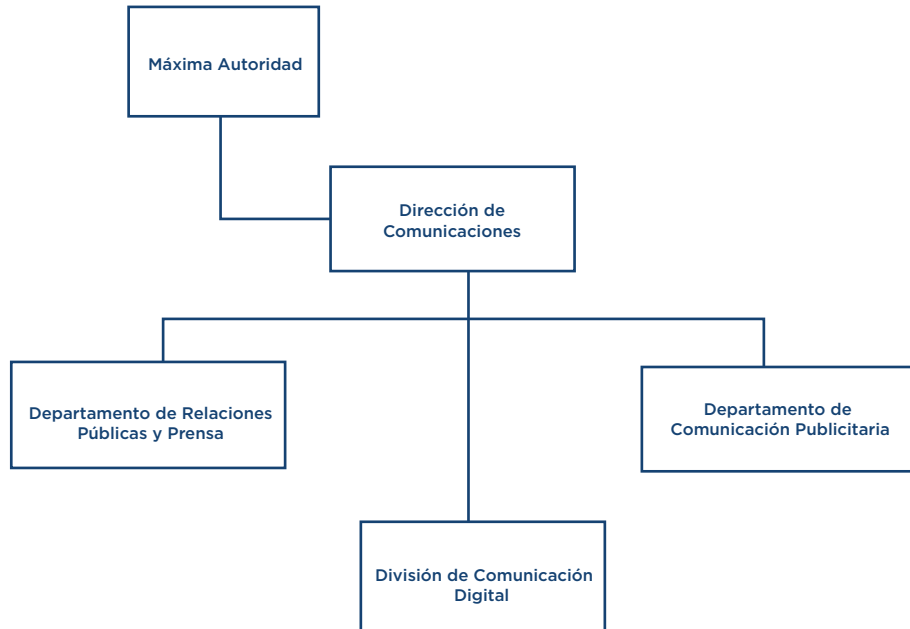 Máxima Autoridad
Dirección de
Comunicaciones
Departamento de Relaciones
Públicas y Prensa
Departamento de
Comunicación Publicitaria
División de Comunicación
Digital